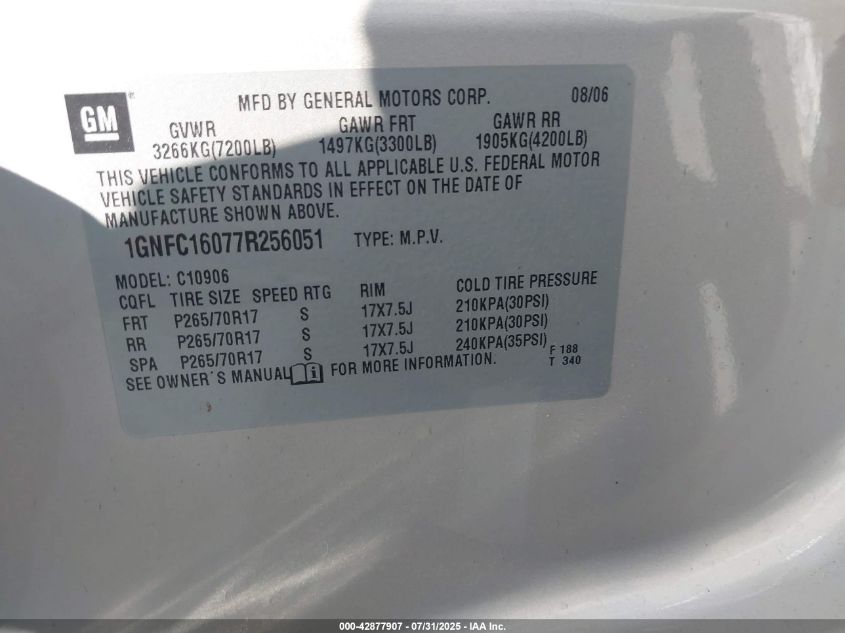 GM
MFD BY GENERAL MOTORS CORP. 08/06
GVWR GAWR FRT GAWR RR
3266KG(7200LB) 1497KG(3300LB) 1905KG(4200LB)
THIS VEHICLE CONFORMS TO ALL APPLICABLE U.S. FEDERAL MOTOR
VEHICLE SAFETY STANDARDS IN EFFECT ON THE DATE OF
MANUFACTURE SHOWN ABOVE.
1GNFC16077R256051 TYPE: M.P.V.
MODEL: C10906
CQFL TIRE SIZE SPEED RTG RIM COLD TIRE PRESSURE
FRT P265/70R17 S 17X7.5J 210KPA(30PSI)
RR P265/70R17 S 17X7.5J 210KPA(30PSI)
SPA P265/70R17 S 17X7.5J 240KPA(35PSI)
SEE OWNER'S MANUAL i FOR MORE INFORMATION.
F 188
T 340
000-42877907 - 07/31/2025 - IAA Inc.